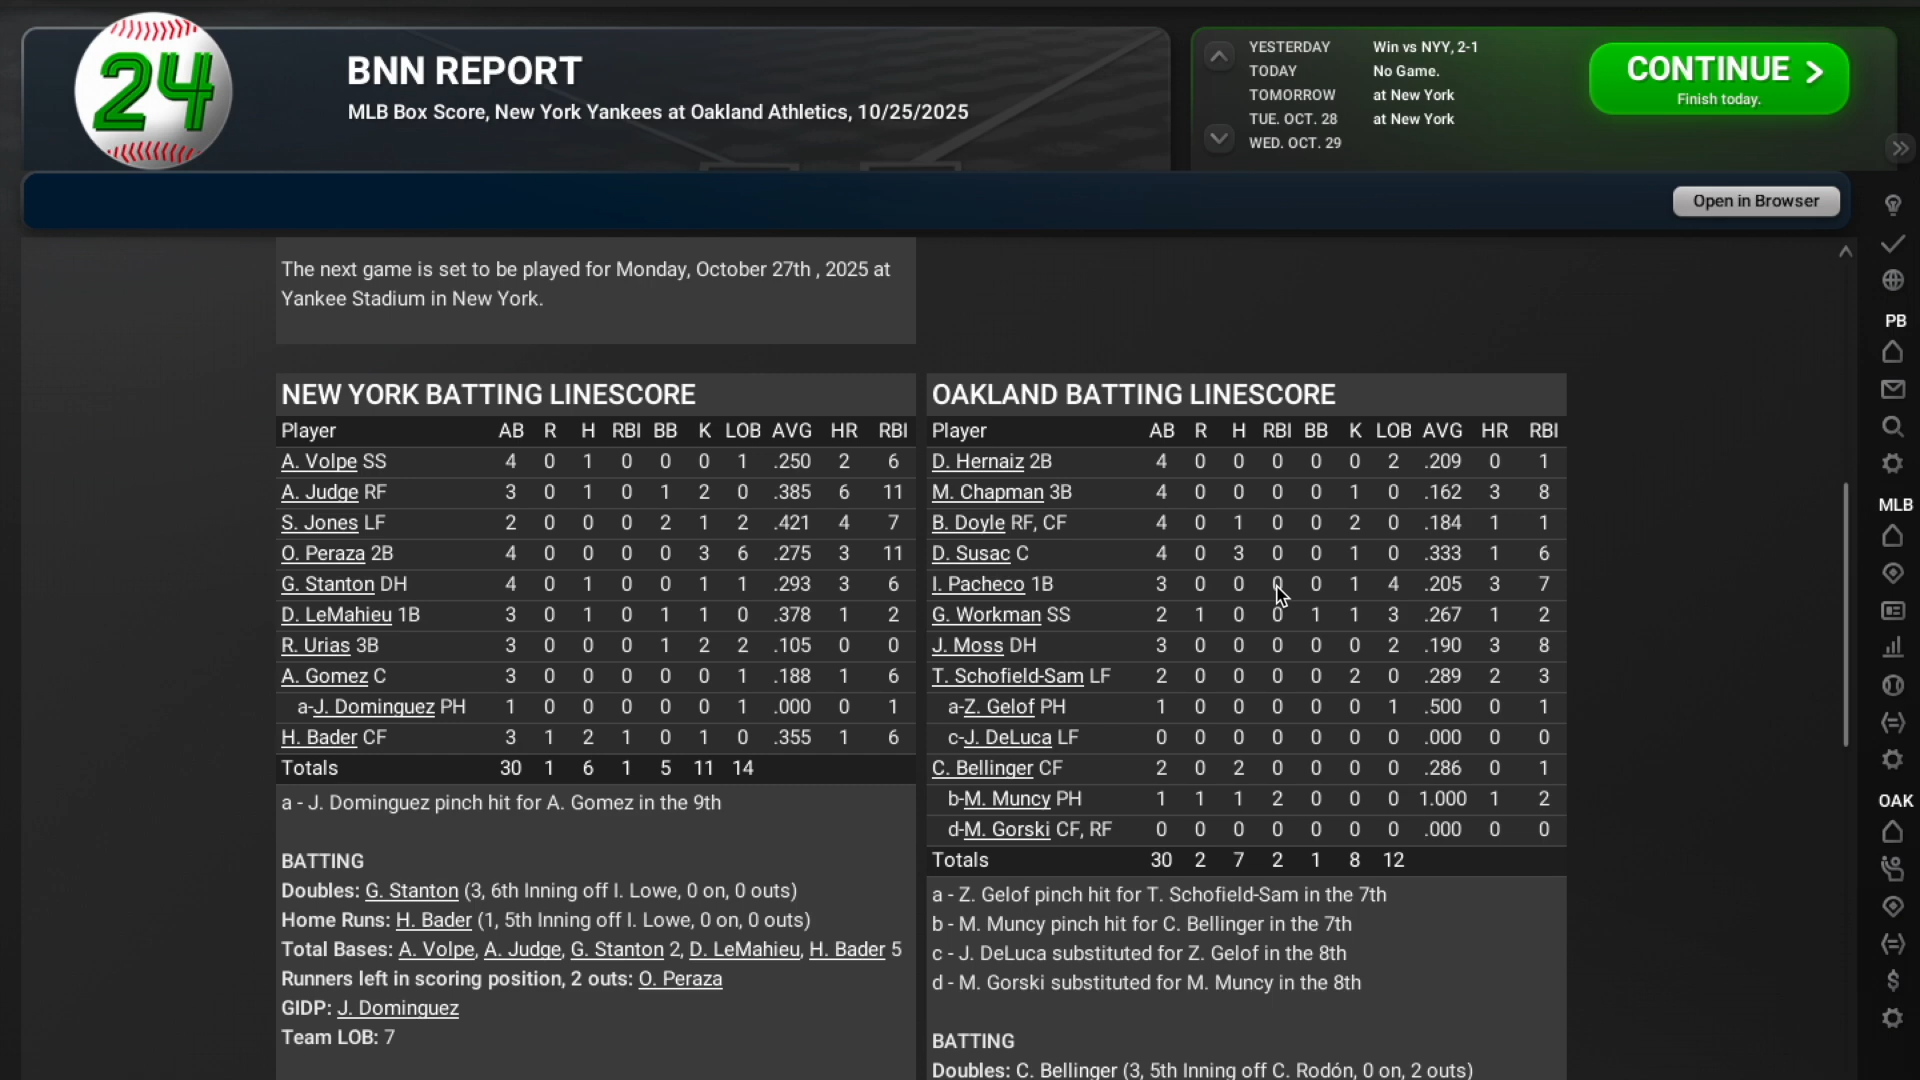 24
BNN REPORT
MLB Box Score, New York Yankees at Oakland Athletics, 10/25/2025
YESTERDAY Win vs NYY, 2-1
TODAY No Game.
TOMORROW at New York
TUE. OCT. 28 at New York
WED. OCT. 29
CONTINUE
Finish today.
Open in Browser
The next game is set to be played for Monday, October 27th , 2025 at
Yankee Stadium in New York.
NEW YORK BATTING LINESCORE
Player AB R H RBI BB K LOB AVG HR RBI
A. Volpe SS 4 0 1 0 0 0 1 .250 2 6
A. Judge RF 3 0 1 0 1 2 0 .385 6 11
S. Jones LF 2 0 0 0 2 1 2 .421 4 7
O. Peraza 2B 4 0 0 0 0 3 6 .275 3 11
G. Stanton DH 4 0 1 0 0 1 1 .293 3 6
D. LeMahieu 1B 3 0 1 0 1 1 0 .378 1 2
R. Urias 3B 3 0 0 0 1 2 2 .105 0 0
A. Gomez C 3 0 0 0 0 0 1 .188 1 6
a-J. Dominguez PH 1 0 0 0 0 0 1 .000 0 1
H. Bader CF 3 1 2 1 0 1 0 .355 1 6
Totals 30 1 6 1 5 11 14
a - J. Dominguez pinch hit for A. Gomez in the 9th
BATTING
Doubles: G. Stanton (3, 6th Inning off I. Lowe, 0 on, 0 outs)
Home Runs: H. Bader (1, 5th Inning off I. Lowe, 0 on, 0 outs)
Total Bases: A. Volpe, A. Judge, G. Stanton 2, D. LeMahieu, H. Bader 5
Runners left in scoring position, 2 outs: O. Peraza
GIDP: J. Dominguez
Team LOB: 7
OAKLAND BATTING LINESCORE
Player AB R H RBI BB K LOB AVG HR RBI
D. Hernaiz 2B 4 0 0 0 0 0 2 .209 0 1
M. Chapman 3B 4 0 0 0 0 1 0 .162 3 8
B. Doyle RF, CF 4 0 1 0 0 2 0 .184 1 1
D. Susac C 4 0 3 0 0 1 0 .333 1 6
I. Pacheco 1B 3 0 0 0 0 1 4 .205 3 7
G. Workman SS 2 1 0 0 1 1 3 .267 1 2
J. Moss DH 3 0 0 0 0 0 2 .190 3 8
T. Schofield-Sam LF 2 0 0 0 0 2 0 .289 2 3
a-Z. Gelof PH 1 0 0 0 0 0 1 .500 0 1
c-J. DeLuca LF 0 0 0 0 0 0 0 .000 0 0
C. Bellinger CF 2 0 2 0 0 0 0 .286 0 1
b-M. Muncy PH 1 1 1 2 0 0 0 1.000 1 2
d-M. Gorski CF, RF 0 0 0 0 0 0 0 .000 0 0
Totals 30 2 7 2 1 8 12
a - Z. Gelof pinch hit for T. Schofield-Sam in the 7th
b - M. Muncy pinch hit for C. Bellinger in the 7th
c - J. DeLuca substituted for Z. Gelof in the 8th
d - M. Gorski substituted for M. Muncy in the 8th
BATTING
Doubles: C. Bellinger (3, 5th Inning off C. Rodón, 0 on, 2 outs)
PB
MLB
OAK